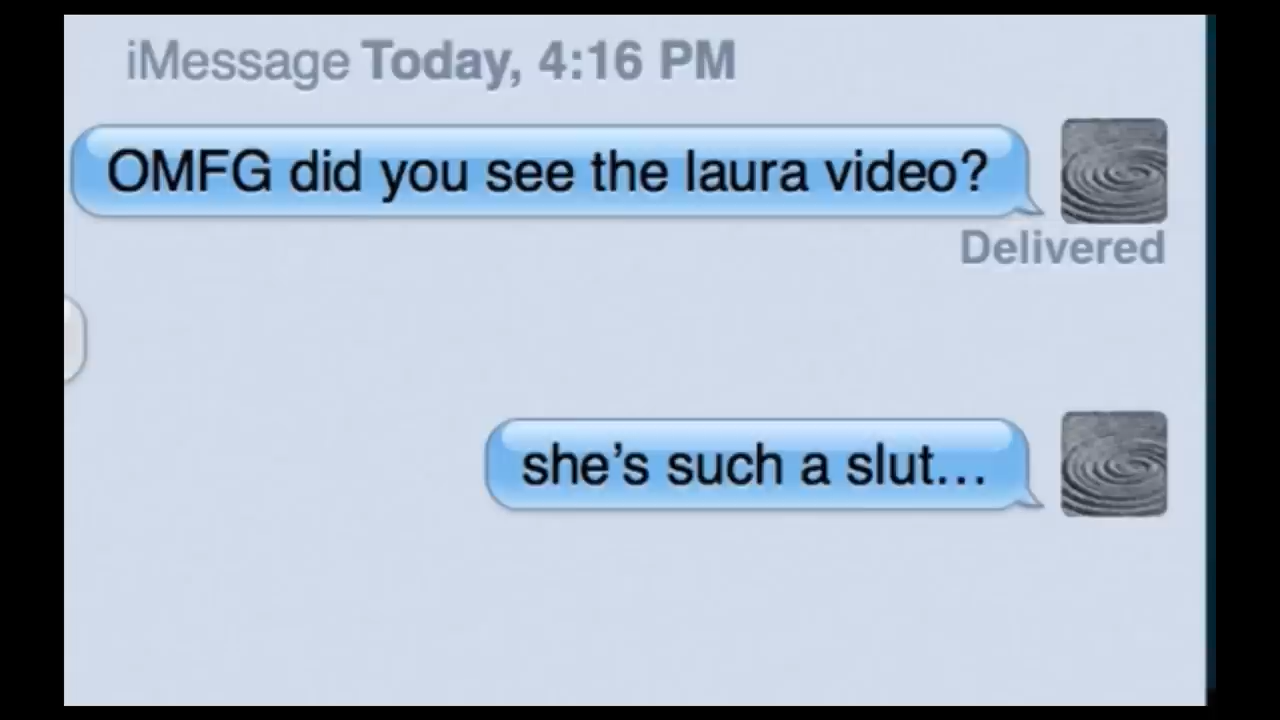 iMessage Today, 4:16 PM
OMFG did you see the laura video?
Delivered
she’s such a slut…